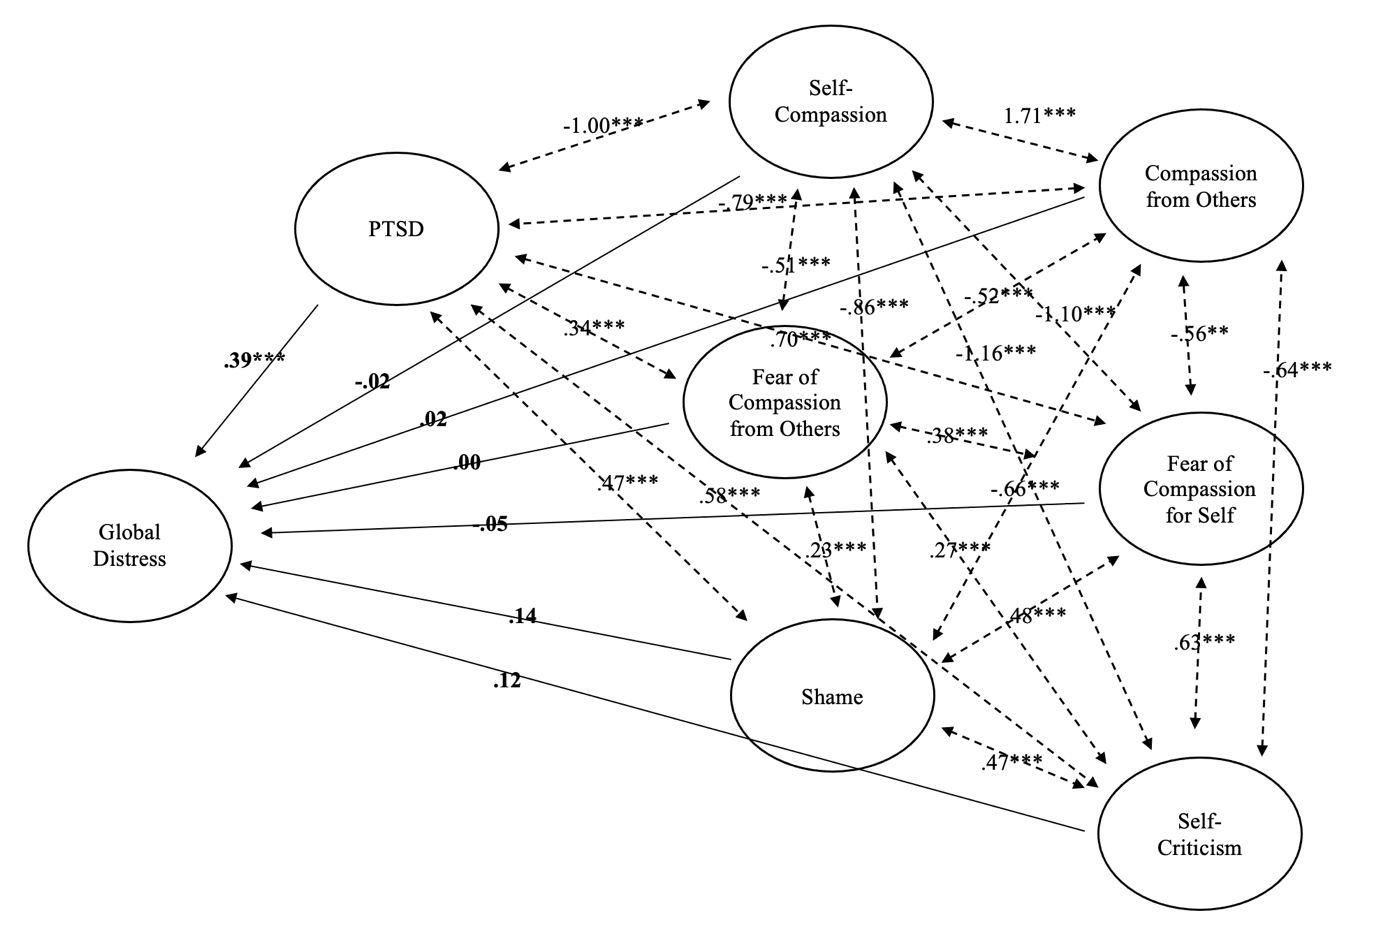 Self-
Compassion
1.71***
-1.00***
Compassion
from Others
PTSD
-.79***
-.51***
-.86***
-.52***
-1.10***
.34***
.70***
-.56**
-1.16***
-.64***
.39***
-.02
Fear of
Compassion
from Others
.02
.38***
.00
Fear of
Compassion
for Self
.47***
.58***
-.66***
-.05
Global
Distress
.23***
.27***
.48***
.14
.63***
.12
Shame
.47***
Self-
Criticism